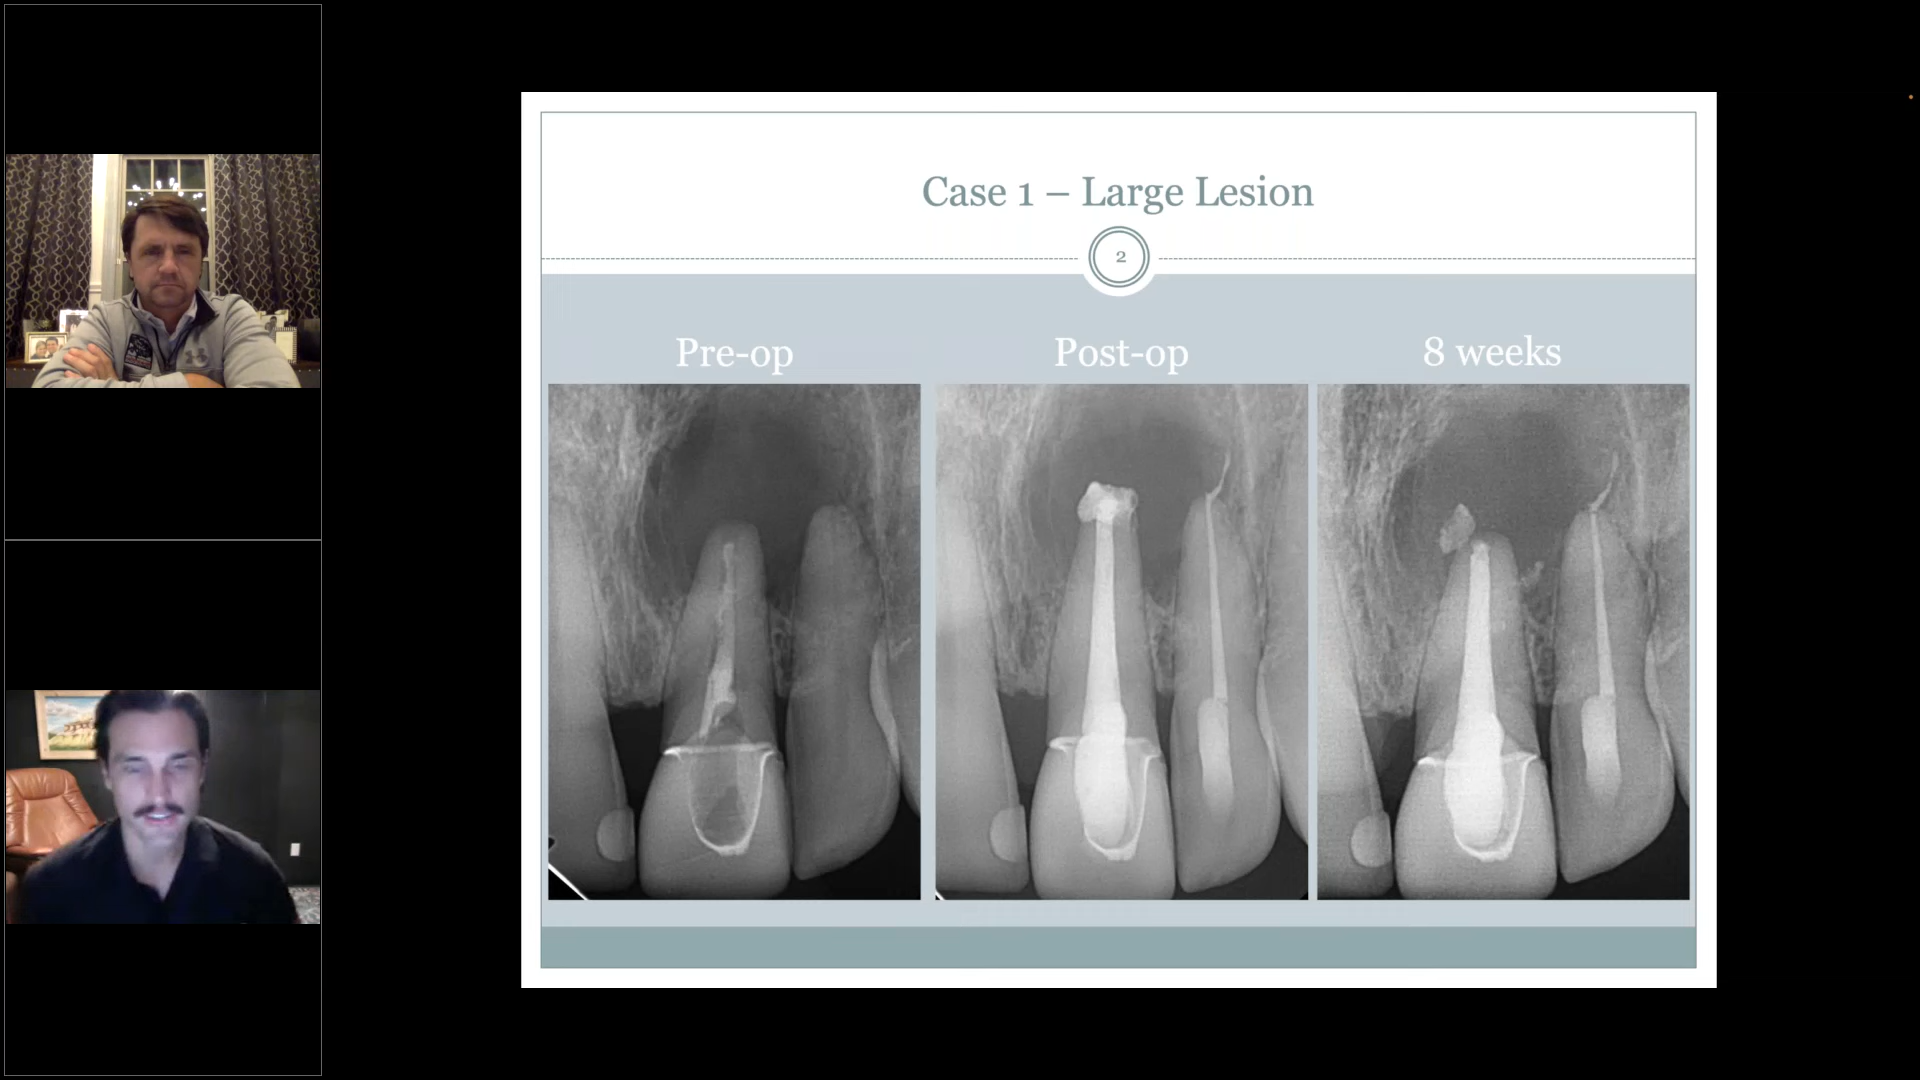 Case 1 – Large Lesion
2
Pre-op
Post-op
8 weeks